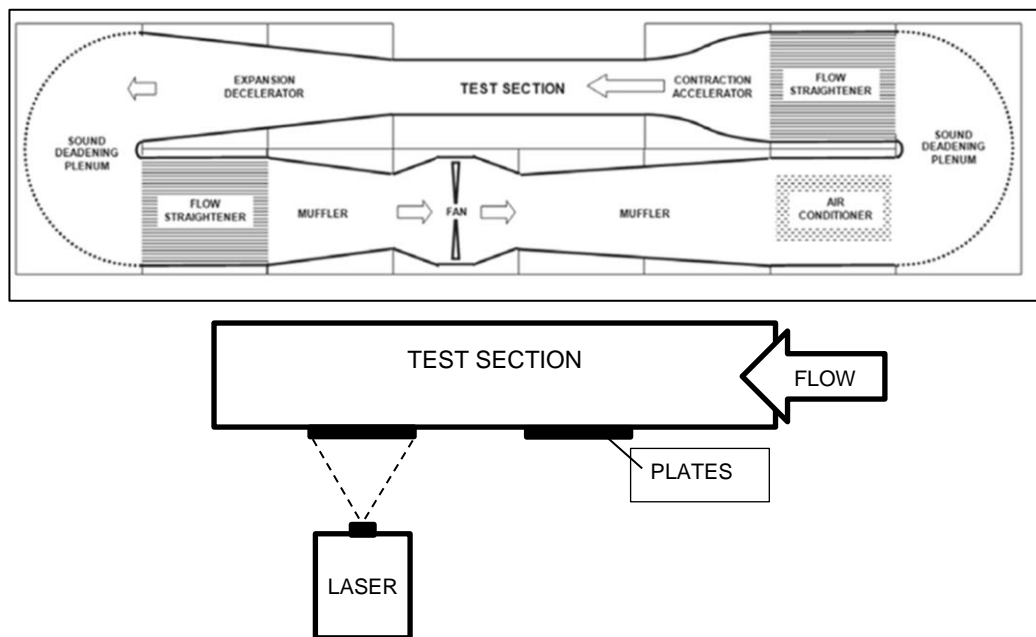 EXPANSION
DECELERATOR
TEST SECTION
CONTRACTION
ACCELERATOR
FLOW
STRAIGHTENER
SOUND
DEADENING
PLENUM
SOUND
DEADENING
PLENUM
FLOW
STRAIGHTENER
MUFFLER
FAN
MUFFLER
AIR
CONDITIONER
TEST SECTION
FLOW
PLATES
LASER